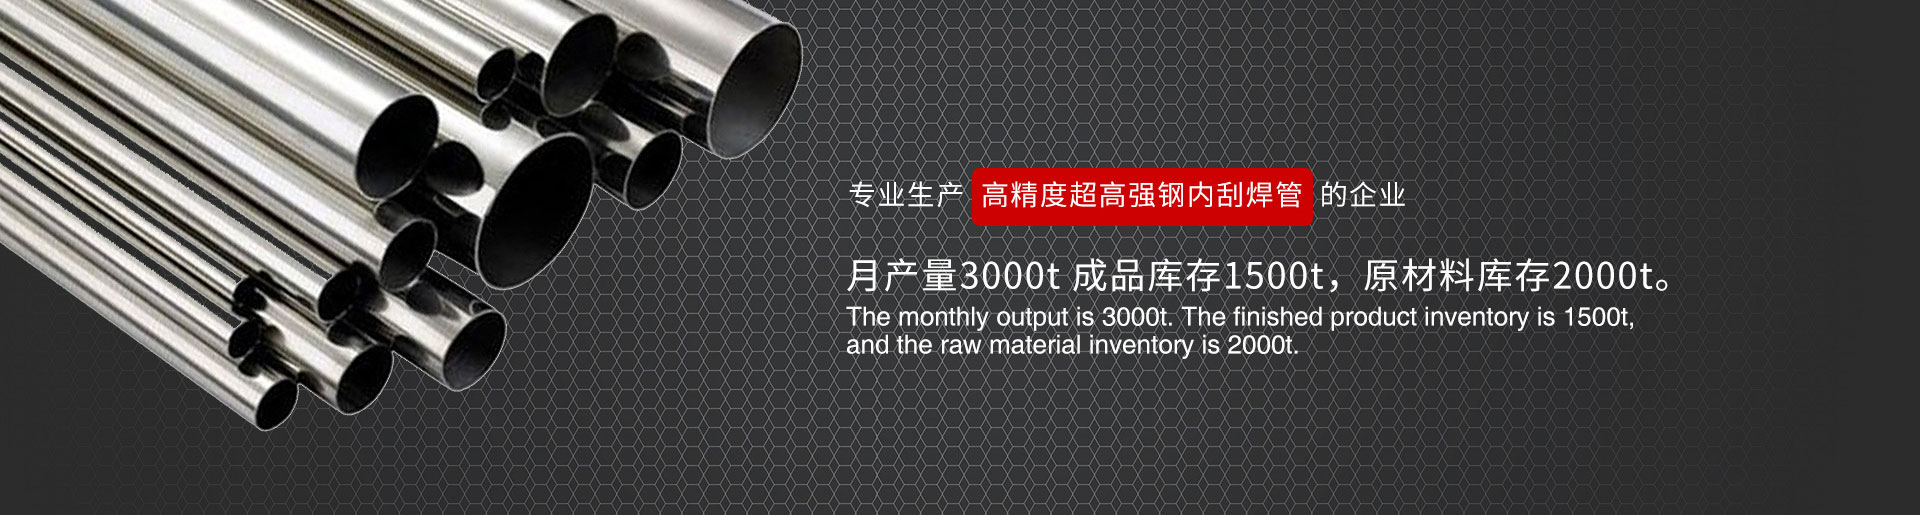 专业生产 高精度超高强钢内刮焊管 的企业
月产量3000t 成品库存1500t，原材料库存2000t。
The monthly output is 3000t. The finished product inventory is 1500t,
and the raw material inventory is 2000t.